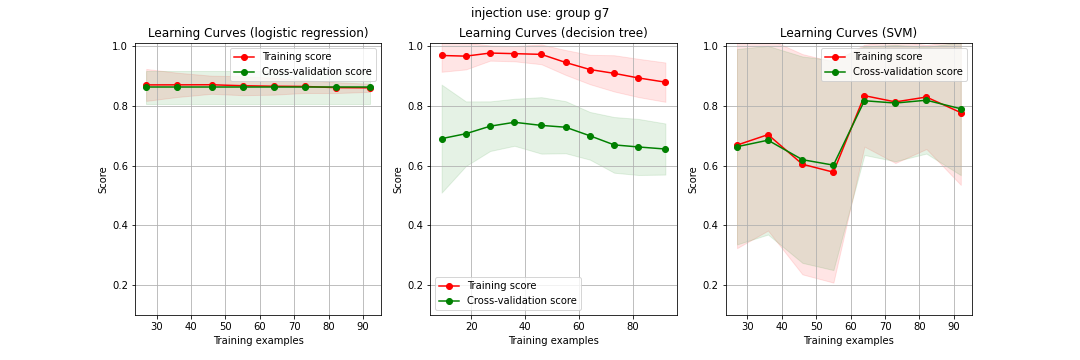 injection use: group g7
Learning Curves (logistic regression)
Score
1.0
0.8
0.6
0.4
0.2
Training score
Cross-validation score
30 40 50 60 70 80 90
Training examples
Learning Curves (decision tree)
Score
1.0
0.8
0.6
0.4
0.2
Training score
Cross-validation score
20 40 60 80
Training examples
Learning Curves (SVM)
Score
1.0
0.8
0.6
0.4
0.2
Training score
Cross-validation score
30 40 50 60 70 80 90
Training examples